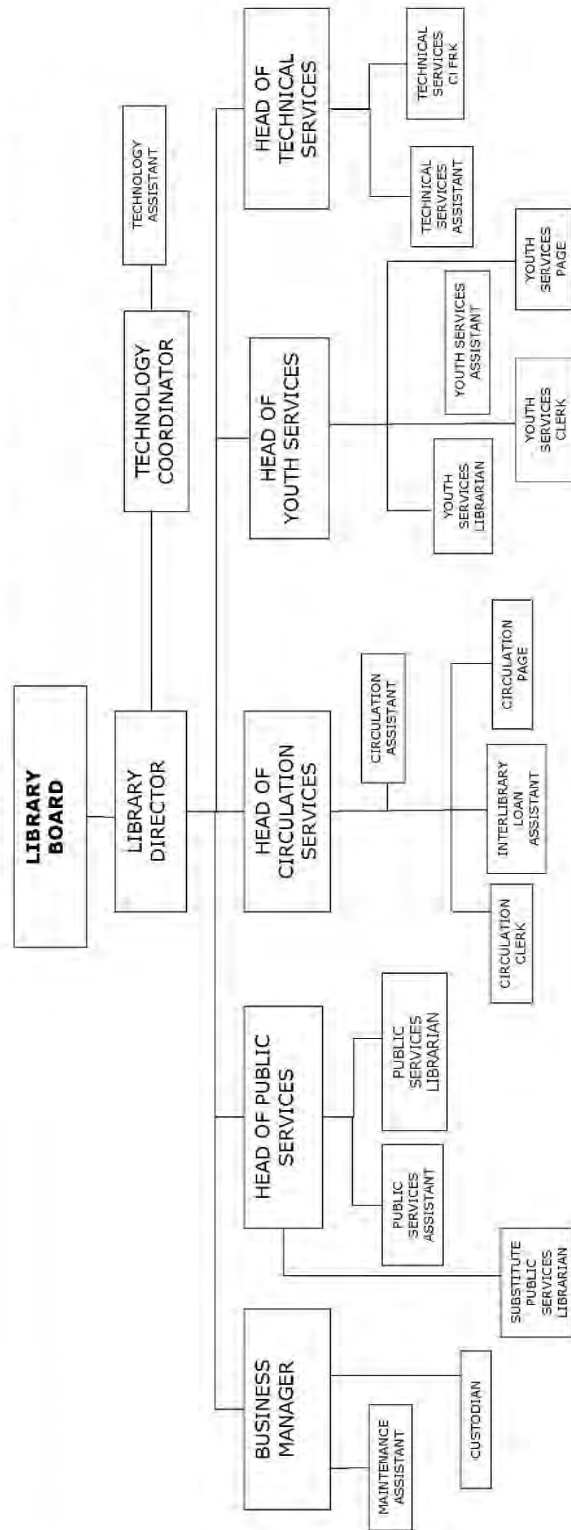 LIBRARY
BOARD
LIBRARY
DIRECTOR
TECHNOLOGY
COORDINATOR
TECHNOLOGY
ASSISTANT
BUSINESS
MANAGER
HEAD OF PUBLIC
SERVICES
HEAD OF
CIRCULATION
SERVICES
HEAD OF
YOUTH SERVICES
HEAD OF
TECHNICAL
SERVICES
MAINTENANCE
ASSISTANT
CUSTODIAN
SUBSTITUTE
PUBLIC
SERVICES
LIBRARIAN
PUBLIC
SERVICES
ASSISTANT
PUBLIC
SERVICES
LIBRARIAN
CIRCULATION
ASSISTANT
CIRCULATION
CLERK
INTERLIBRARY
LOAN
ASSISTANT
CIRCULATION
PAGE
YOUTH
SERVICES
LIBRARIAN
YOUTH
SERVICES
CLERK
YOUTH SERVICES
ASSISTANT
YOUTH
SERVICES
PAGE
TECHNICAL
SERVICES
ASSISTANT
TECHNICAL
SERVICES
CLERK